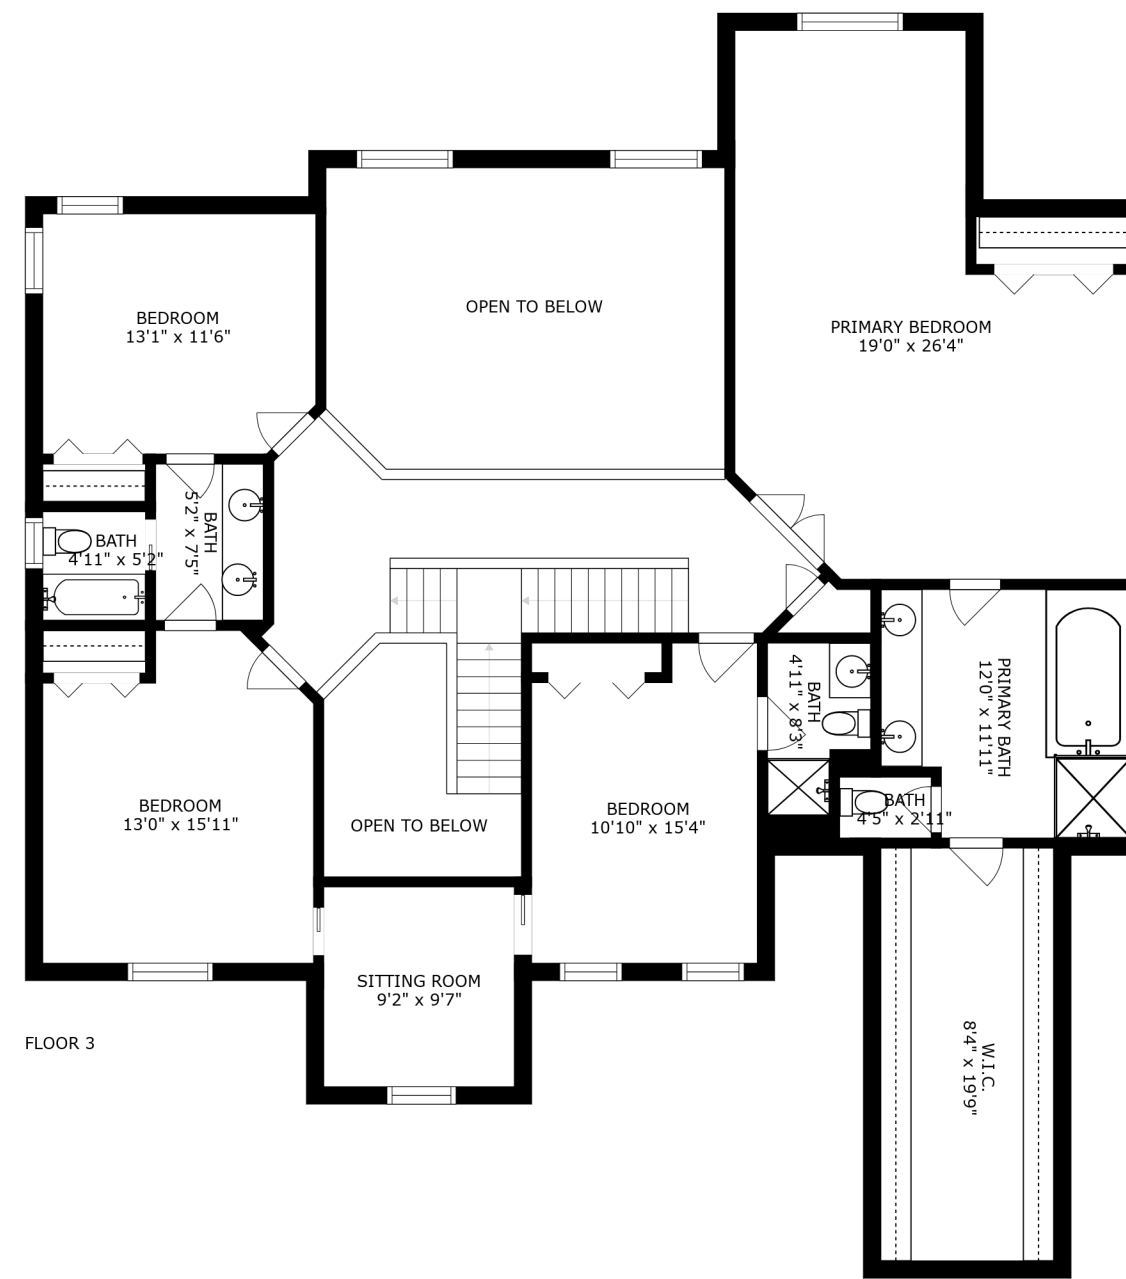 BEDROOM
13'1" x 11'6"
OPEN TO BELOW
PRIMARY BEDROOM
19'0" x 26'4"
BATH
5'2" x 7'5"
BATH
4'11" x 5'2"
BATH
4'11" x 8'3"
PRIMARY BATH
12'0" x 11'11"
BEDROOM
13'0" x 15'11"
OPEN TO BELOW
BEDROOM
10'10" x 15'4"
BATH
4'5" x 2'11"
SITTING ROOM
9'2" x 9'7"
FLOOR 3
W.I.C.
8'4" x 19'9"